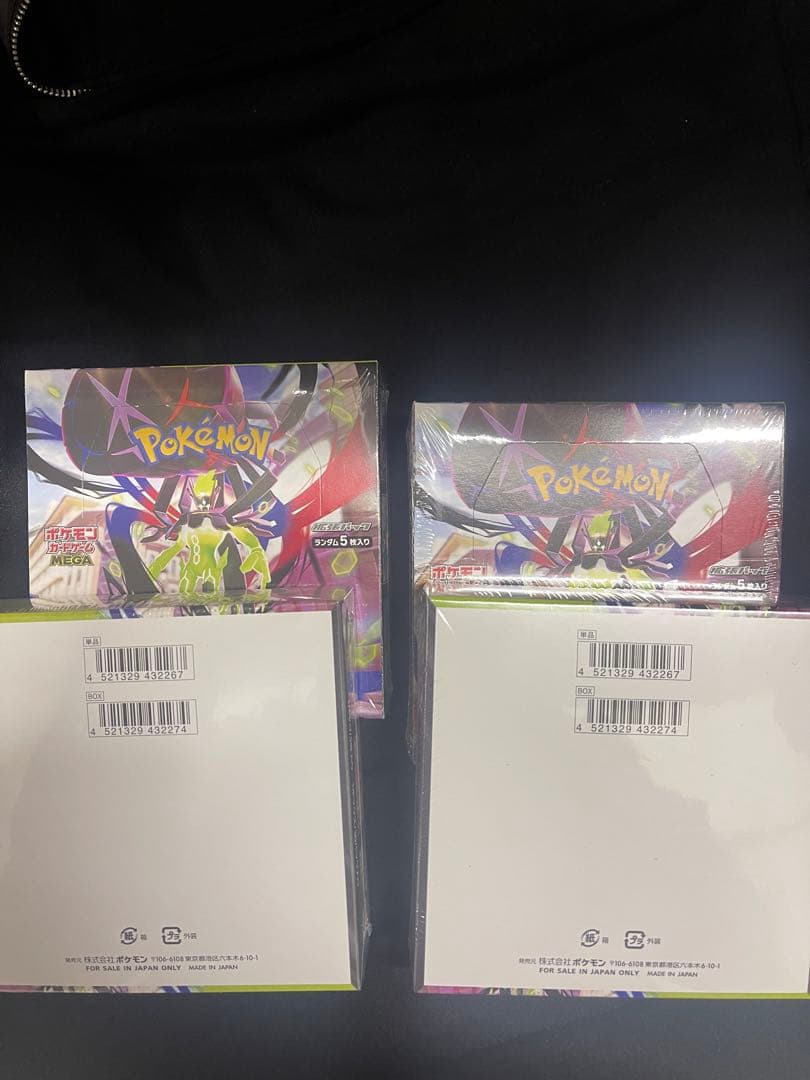 POKéMON
ポケモン
カードゲーム
MEGA
拡張パック
ランダム5枚入り
POKéMON
ポケモン
拡張パック
ランダム5枚入り
単品
4 521329 432267
BOX
4 521329 432274
紙 箱
プラ 外装
発売元 株式会社ポケモン 〒106-6108 東京都港区六本木6-10-1
FOR SALE IN JAPAN ONLY MADE IN JAPAN
単品
4 521329 432267
BOX
4 521329 432274
紙 箱
プラ 外装
発売元 株式会社ポケモン 〒106-6108 東京都港区六本木6-10-1
FOR SALE IN JAPAN ONLY MADE IN JAPAN